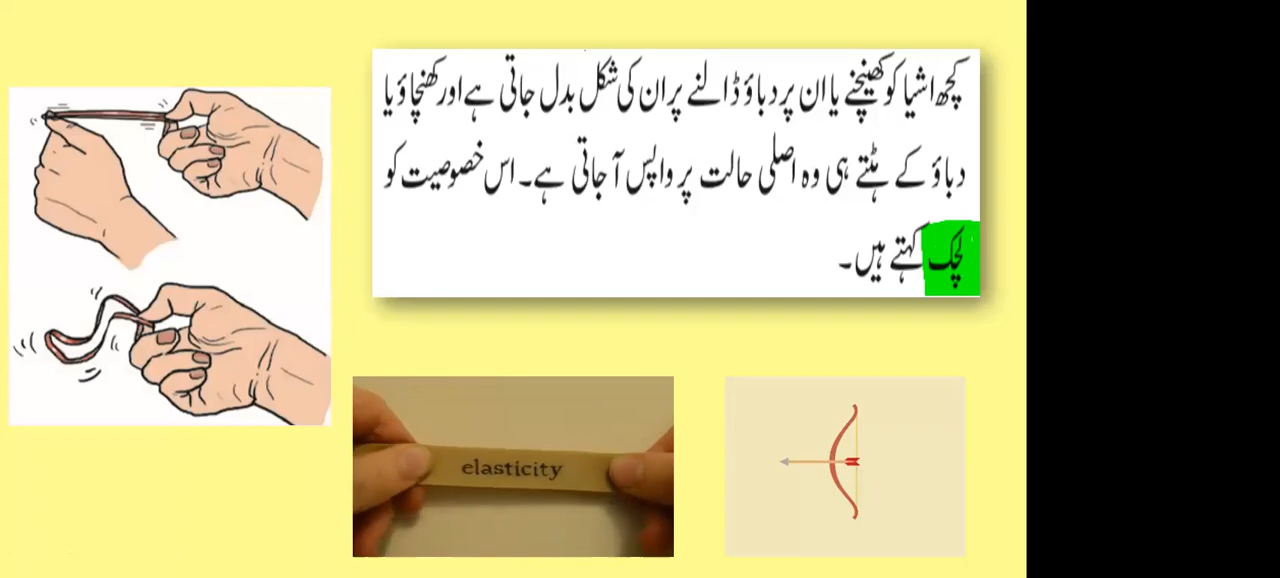 کچھ اشیا کو کھینچنے یا ان پر دباؤ ڈالنے پر ان کی شکل بدل جاتی ہے اور کھنچاؤ یا
دباؤ کے ہٹتے ہی وہ اصلی حالت پر واپس آ جاتی ہے۔ اس خصوصیت کو
لچک کہتے ہیں۔
elasticity